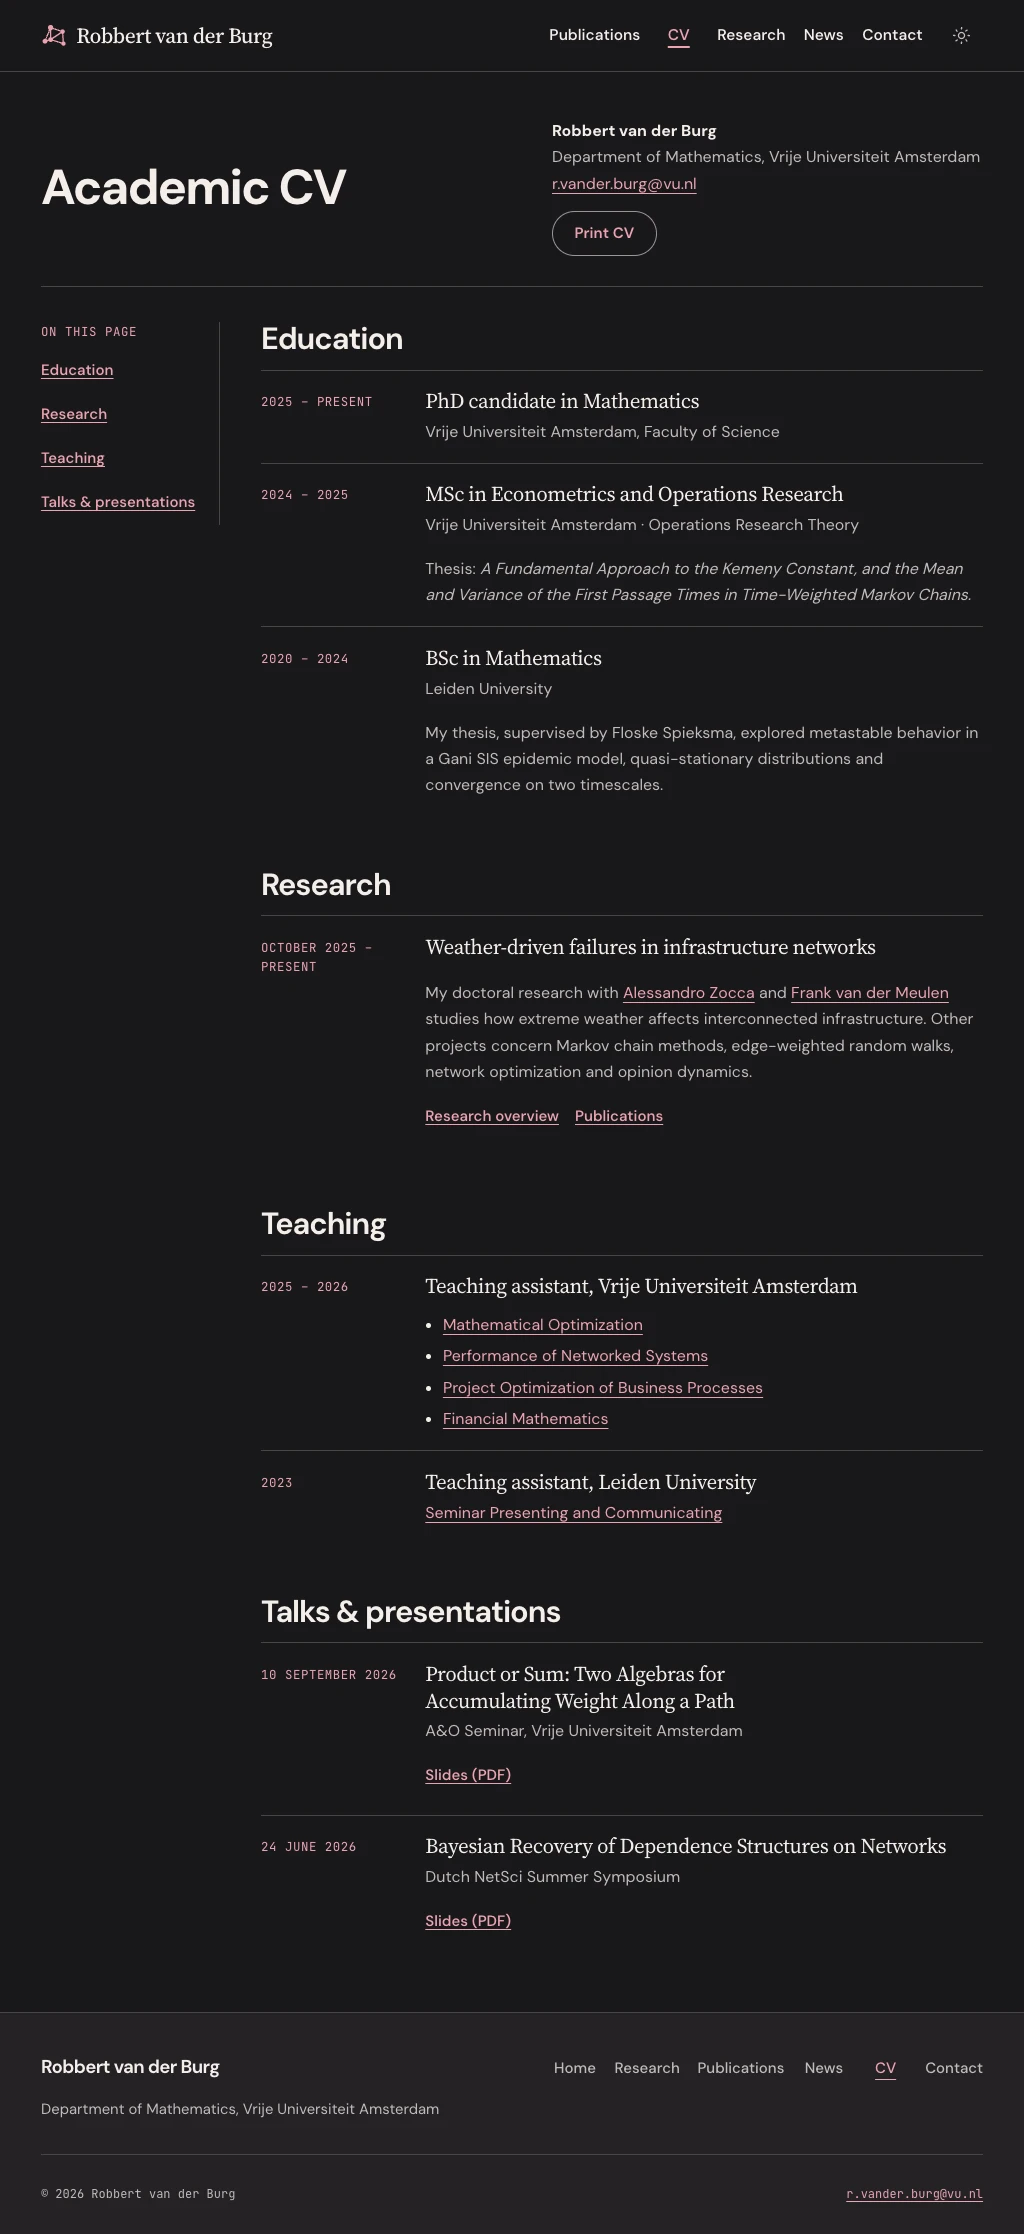 Robbert van der Burg
Publications CV Research News Contact
Academic CV
Robbert van der Burg
Department of Mathematics, Vrije Universiteit Amsterdam
r.vander.burg@vu.nl
Print CV
ON THIS PAGE
Education
Research
Teaching
Talks & presentations
Education
2025 – PRESENT
PhD candidate in Mathematics
Vrije Universiteit Amsterdam, Faculty of Science
2024 – 2025
MSc in Econometrics and Operations Research
Vrije Universiteit Amsterdam · Operations Research Theory
Thesis: A Fundamental Approach to the Kemeny Constant, and the Mean
and Variance of the First Passage Times in Time-Weighted Markov Chains.
2020 – 2024
BSc in Mathematics
Leiden University
My thesis, supervised by Floske Spieksma, explored metastable behavior in
a Gani SIS epidemic model, quasi-stationary distributions and
convergence on two timescales.
Research
OCTOBER 2025 –
PRESENT
Weather-driven failures in infrastructure networks
My doctoral research with Alessandro Zocca and Frank van der Meulen
studies how extreme weather affects interconnected infrastructure. Other
projects concern Markov chain methods, edge-weighted random walks,
network optimization and opinion dynamics.
Research overview Publications
Teaching
2025 – 2026
Teaching assistant, Vrije Universiteit Amsterdam
• Mathematical Optimization
• Performance of Networked Systems
• Project Optimization of Business Processes
• Financial Mathematics
2023
Teaching assistant, Leiden University
Seminar Presenting and Communicating
Talks & presentations
10 SEPTEMBER 2026
Product or Sum: Two Algebras for
Accumulating Weight Along a Path
A&O Seminar, Vrije Universiteit Amsterdam
Slides (PDF)
24 JUNE 2026
Bayesian Recovery of Dependence Structures on Networks
Dutch NetSci Summer Symposium
Slides (PDF)
Robbert van der Burg
Home Research Publications News CV Contact
Department of Mathematics, Vrije Universiteit Amsterdam
© 2026 Robbert van der Burg
r.vander.burg@vu.nl